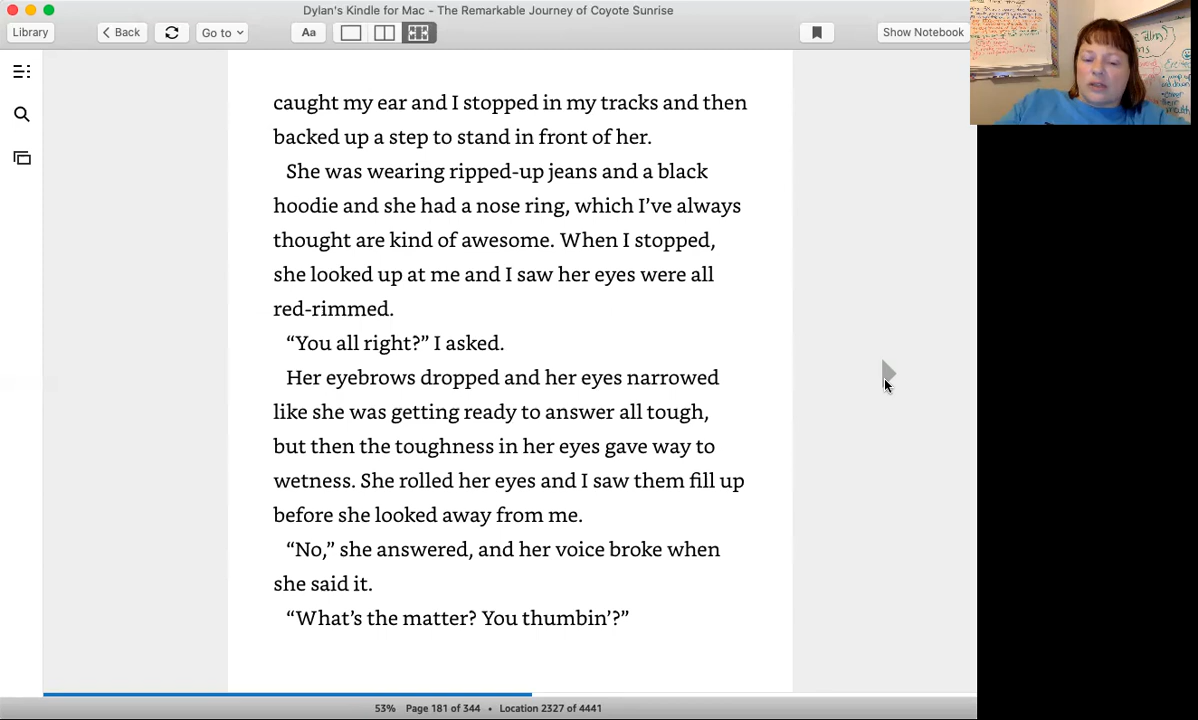 Dylan's Kindle for Mac - The Remarkable Journey of Coyote Sunrise
Library
Back
Go to
Aa
Show Notebook
caught my ear and I stopped in my tracks and then
backed up a step to stand in front of her.
She was wearing ripped-up jeans and a black
hoodie and she had a nose ring, which I’ve always
thought are kind of awesome. When I stopped,
she looked up at me and I saw her eyes were all
red-rimmed.
“You all right?” I asked.
Her eyebrows dropped and her eyes narrowed
like she was getting ready to answer all tough,
but then the toughness in her eyes gave way to
wetness. She rolled her eyes and I saw them fill up
before she looked away from me.
“No,” she answered, and her voice broke when
she said it.
“What’s the matter? You thumbin’?”
53% Page 181 of 344 • Location 2327 of 4441